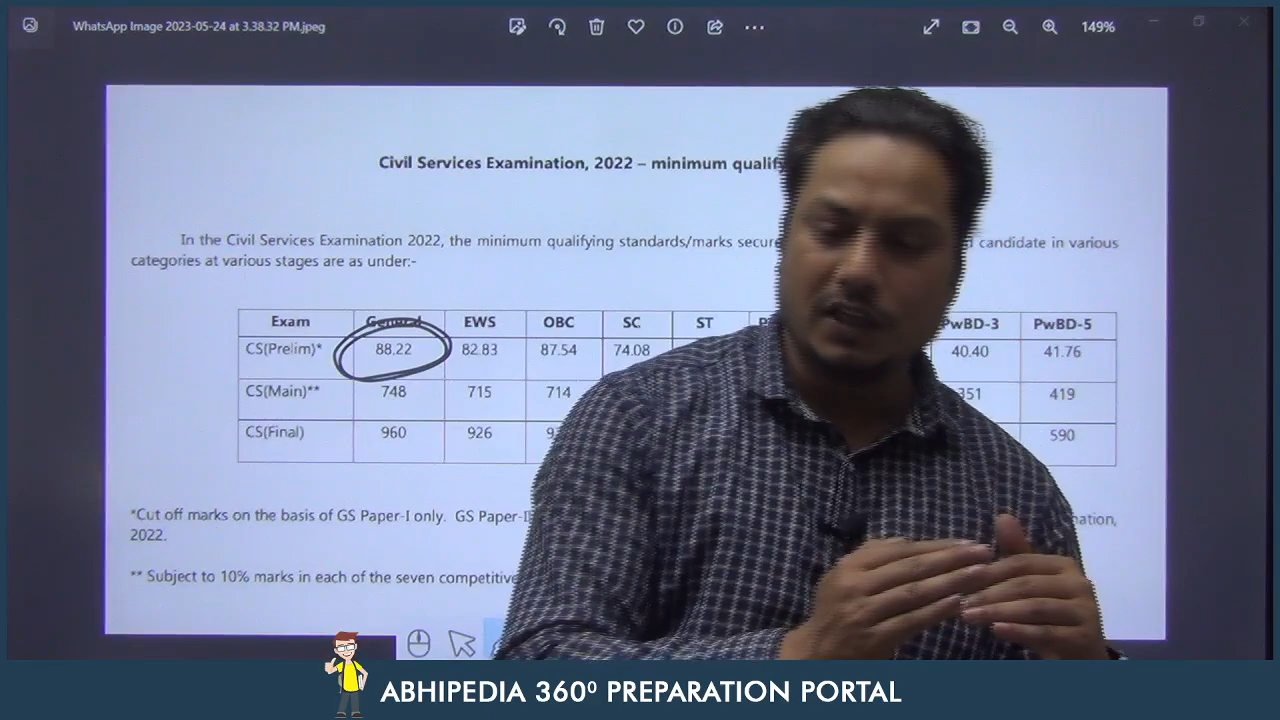 WhatsApp Image 2023-05-24 at 3.38.32 PM.jpeg
149%
Civil Services Examination, 2022 – minimum
In the Civil Services Examination 2022, the minimum qualifying standards/marks candidate in various
categories at various stages are as under:-
Exam General EWS OBC SC ST PwBD-3 PwBD-5
CS(Prelim)* 88.22 82.83 87.54 74.08 40.40 41.76
CS(Main)** 748 715 714 351 419
CS(Final) 960 926 590
*Cut off marks on the basis of GS Paper-I only. GS
2022.
** Subject to 10% marks in each of the seven competitive
ABHIPEDIA 360⁰ PREPARATION PORTAL